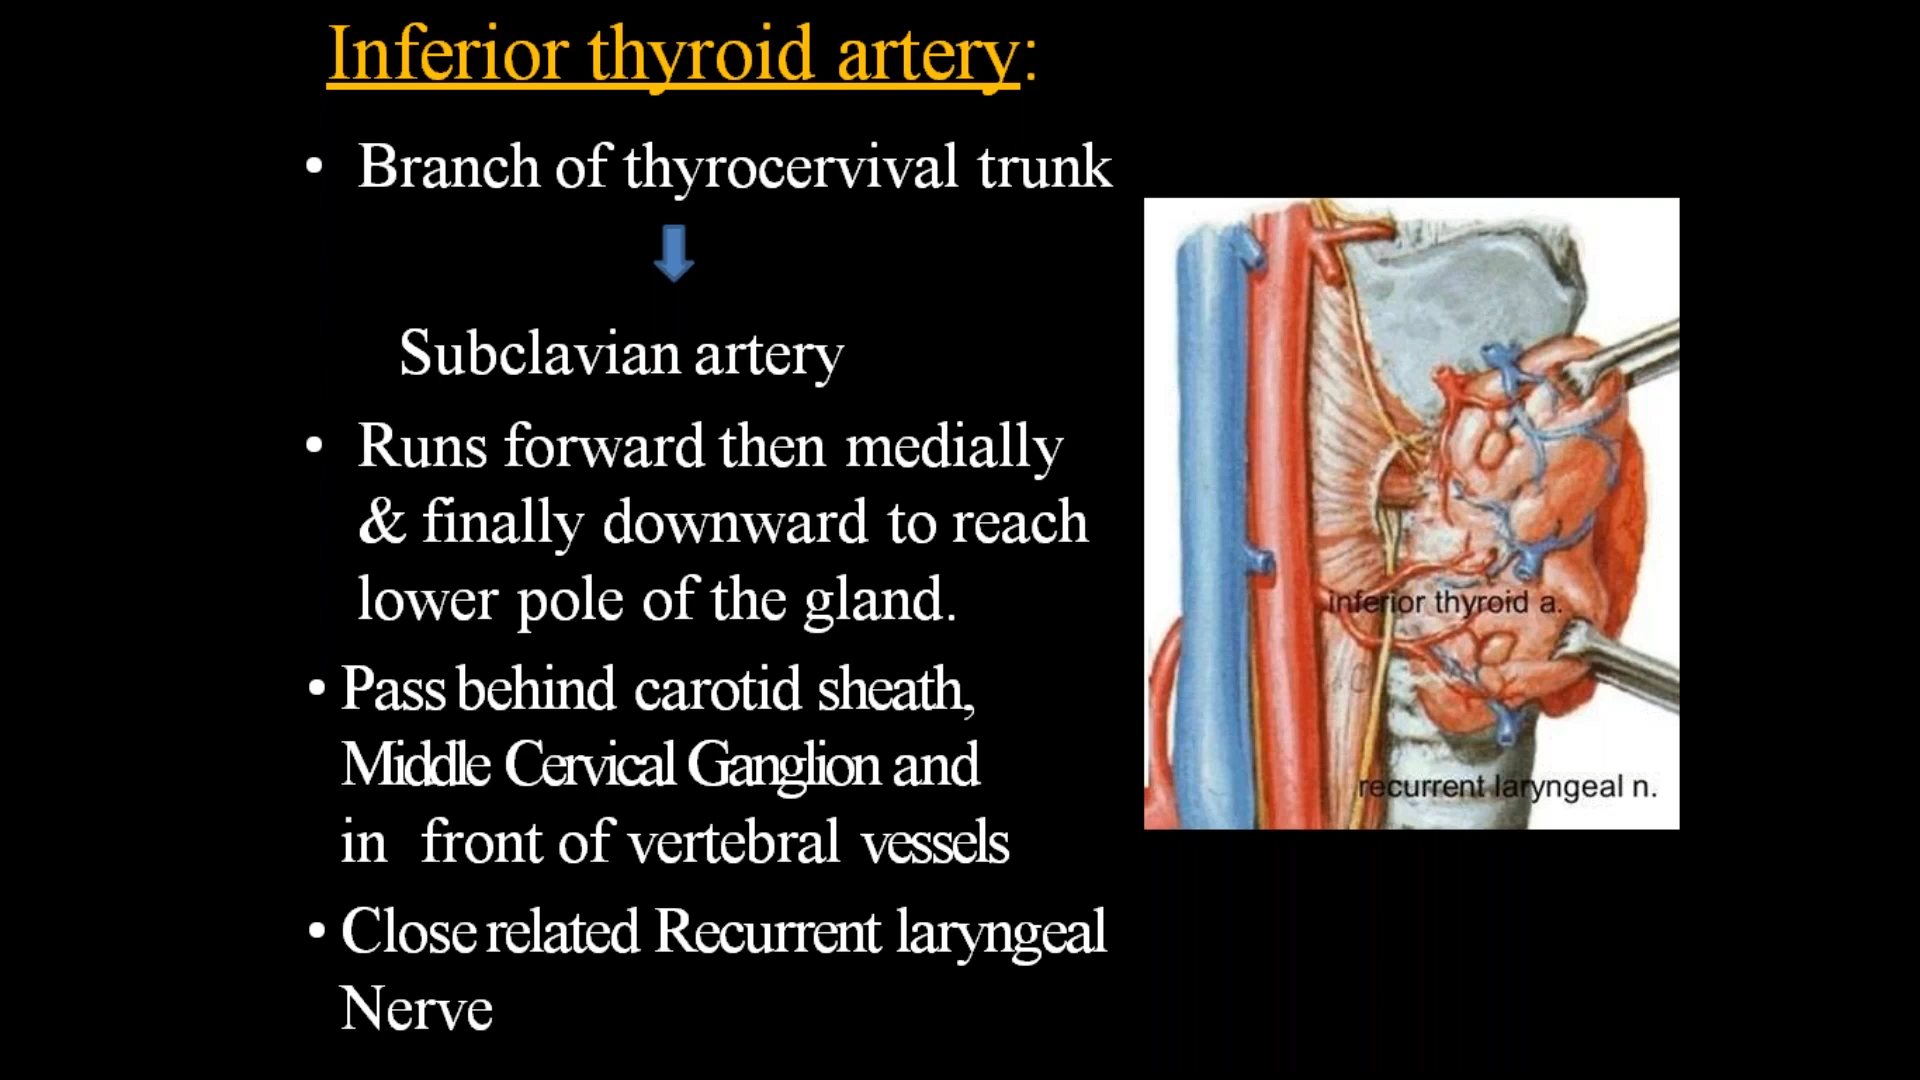 Inferior thyroid artery:
• Branch of thyrocervival trunk
Subclavian artery
• Runs forward then medially
& finally downward to reach
lower pole of the gland.
• Pass behind carotid sheath,
Middle Cervical Ganglion and
in front of vertebral vessels
• Close related Recurrent laryngeal
Nerve
inferior thyroid a.
recurrent laryngeal n.